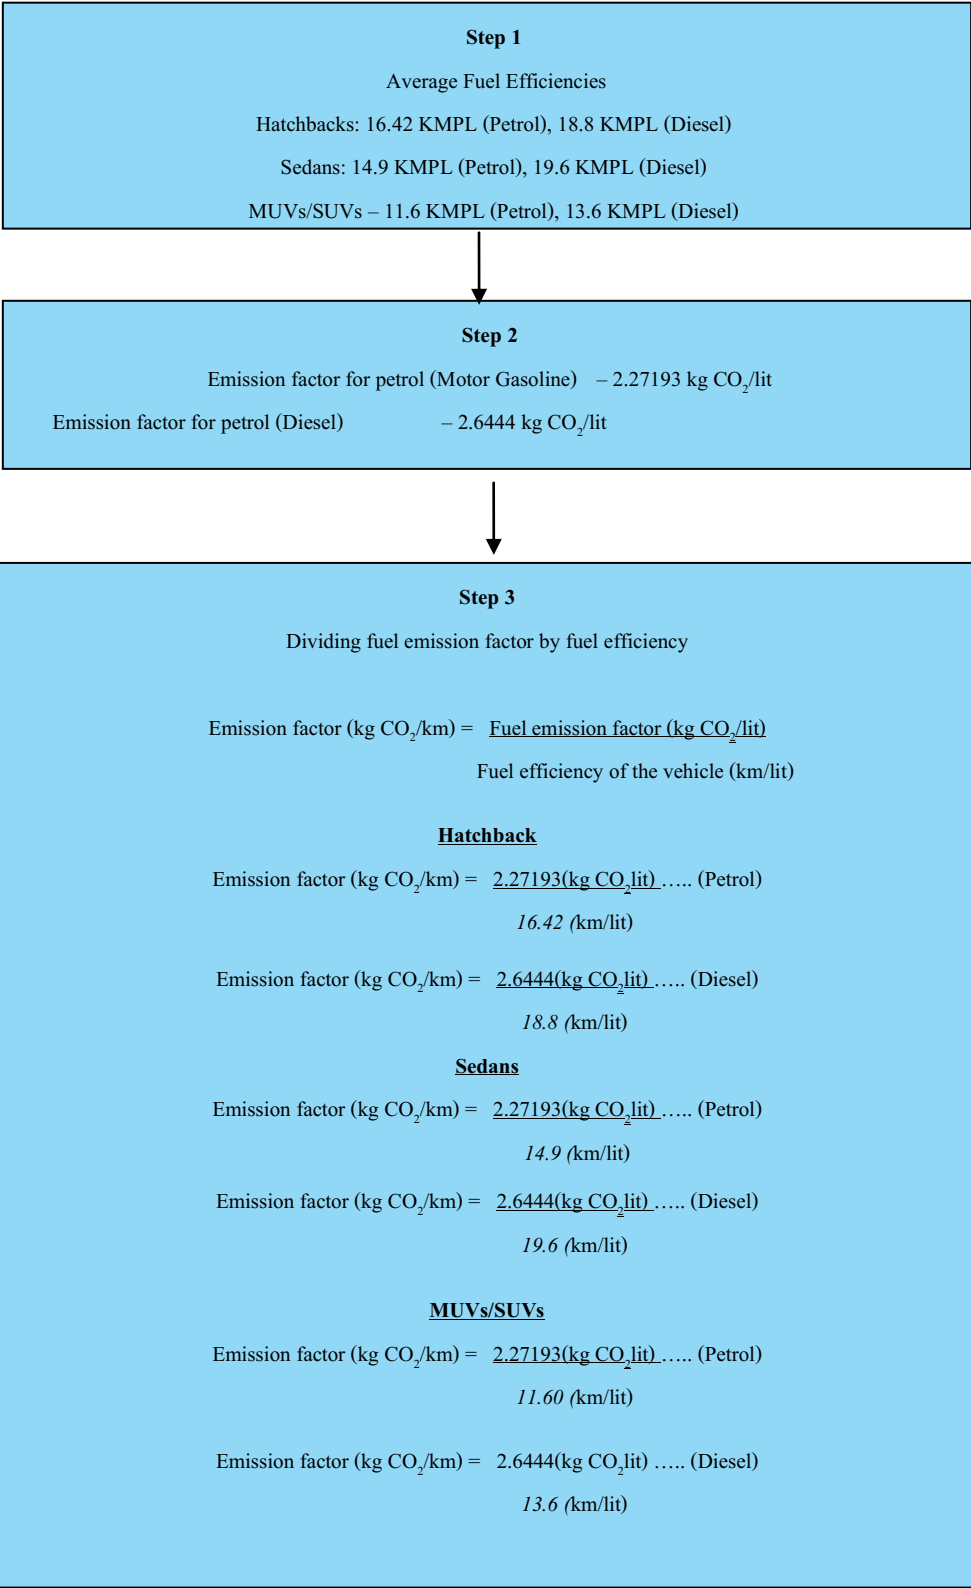 Step 1
Average Fuel Efficiencies
Hatchbacks: 16.42 KMPL (Petrol), 18.8 KMPL (Diesel)
Sedans: 14.9 KMPL (Petrol), 19.6 KMPL (Diesel)
MUVs/SUVs – 11.6 KMPL (Petrol), 13.6 KMPL (Diesel)
Step 2
Emission factor for petrol (Motor Gasoline) – 2.27193 kg CO₂/lit
Emission factor for petrol (Diesel) – 2.6444 kg CO₂/lit
Step 3
Dividing fuel emission factor by fuel efficiency
Emission factor (kg CO₂/km) = Fuel emission factor (kg CO₂/lit)
Fuel efficiency of the vehicle (km/lit)
Hatchback
Emission factor (kg CO₂/km) = 2.27193(kg CO₂lit) ….. (Petrol)
16.42 (km/lit)
Emission factor (kg CO₂/km) = 2.6444(kg CO₂lit) ….. (Diesel)
18.8 (km/lit)
Sedans
Emission factor (kg CO₂/km) = 2.27193(kg CO₂lit) ….. (Petrol)
14.9 (km/lit)
Emission factor (kg CO₂/km) = 2.6444(kg CO₂lit) ….. (Diesel)
19.6 (km/lit)
MUVs/SUVs
Emission factor (kg CO₂/km) = 2.27193(kg CO₂lit) ….. (Petrol)
11.60 (km/lit)
Emission factor (kg CO₂/km) = 2.6444(kg CO₂lit) ….. (Diesel)
13.6 (km/lit)